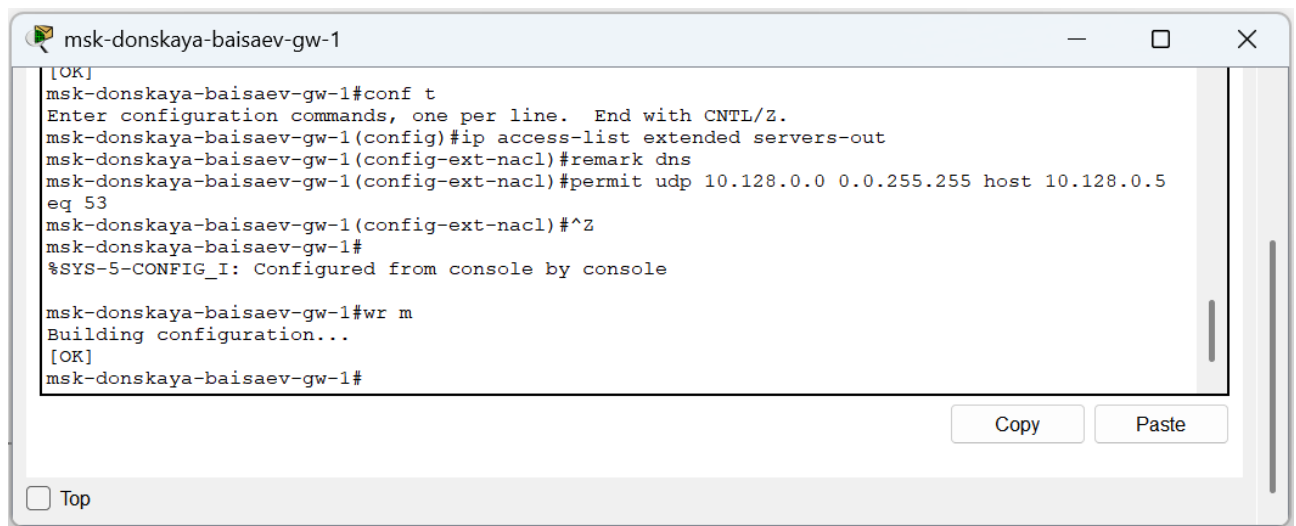 msk-donskaya-baisaev-gw-1
[OK]
msk-donskaya-baisaev-gw-1#conf t
Enter configuration commands, one per line.  End with CNTL/Z.
msk-donskaya-baisaev-gw-1(config)#ip access-list extended servers-out
msk-donskaya-baisaev-gw-1(config-ext-nacl)#remark dns
msk-donskaya-baisaev-gw-1(config-ext-nacl)#permit udp 10.128.0.0 0.0.255.255 host 10.128.0.5
eq 53
msk-donskaya-baisaev-gw-1(config-ext-nacl)#^Z
msk-donskaya-baisaev-gw-1#
%SYS-5-CONFIG_I: Configured from console by console
msk-donskaya-baisaev-gw-1#wr m
Building configuration...
[OK]
msk-donskaya-baisaev-gw-1#
Copy Paste
Top